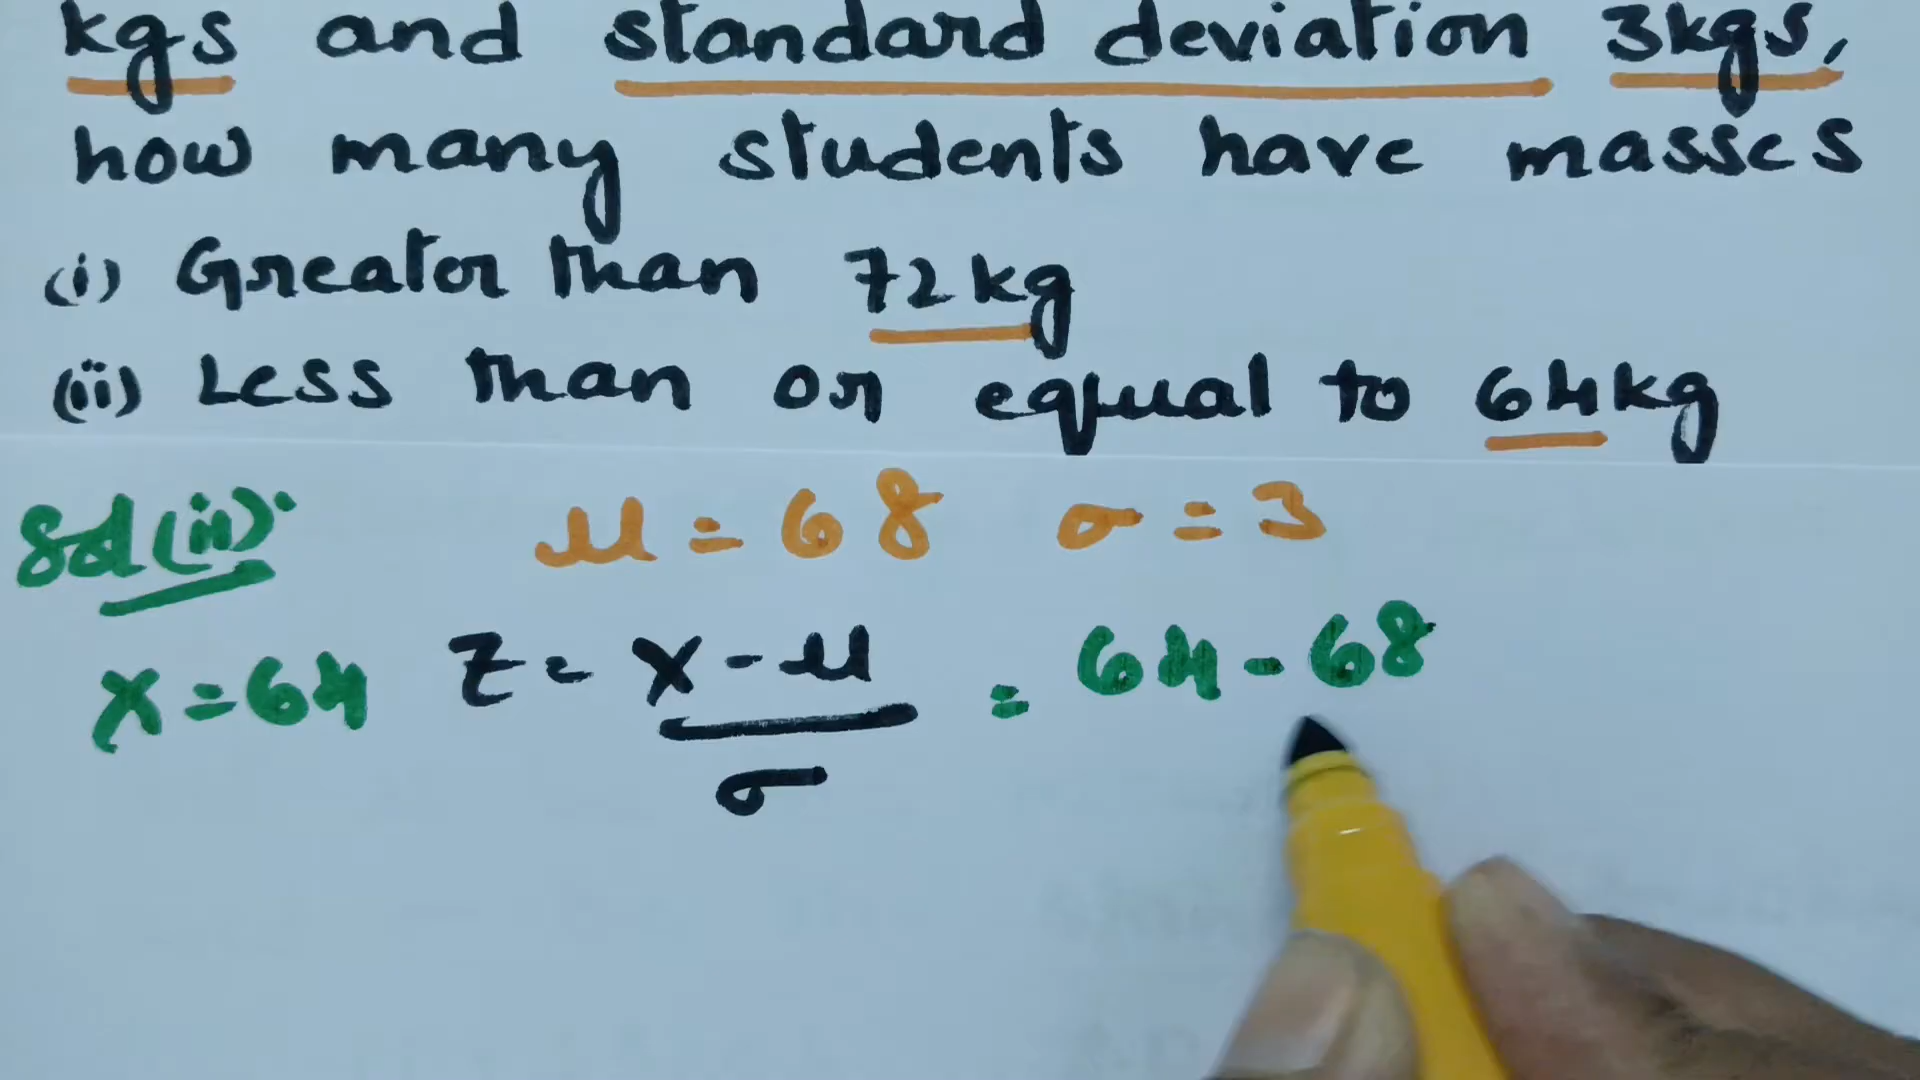 kgs and standard deviation 3kgs,
how many students have masses
(i) Greater than 72kg
(ii) Less than or equal to 64kg
Sol(ii):
μ = 68 σ = 3
x = 64 z = x - μ = 64 - 68
σ